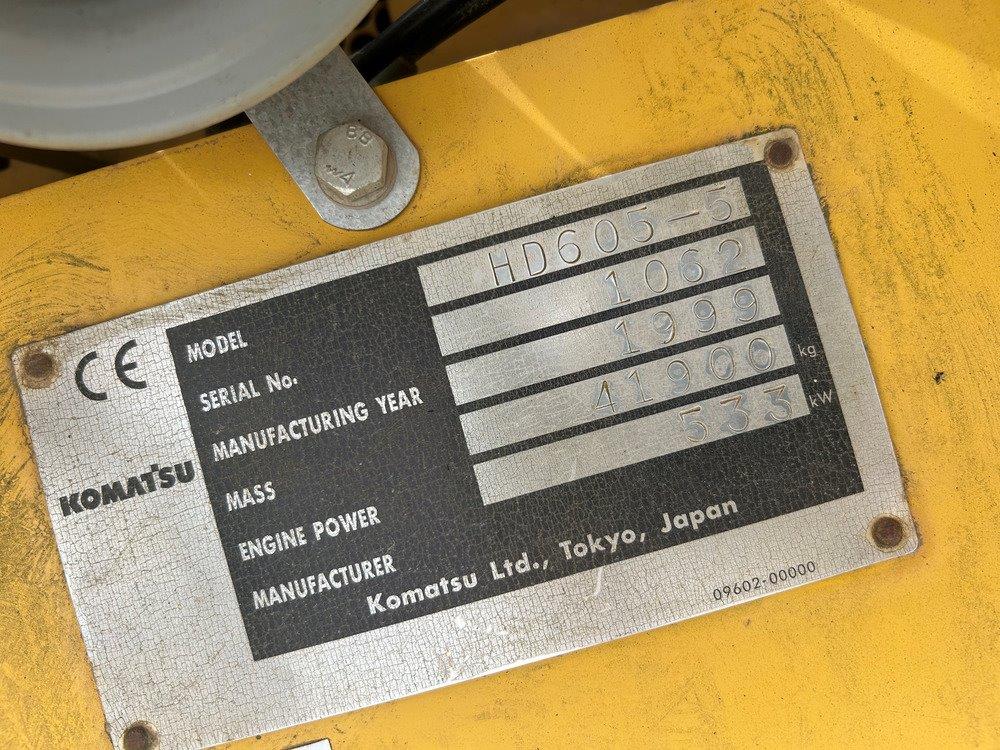 CE
KOMATSU
MODEL HD605-5
SERIAL No. 1062
MANUFACTURING YEAR 1999
MASS 41900 kg
ENGINE POWER 533 kW
MANUFACTURER
Komatsu Ltd., Tokyo, Japan
09602-00000